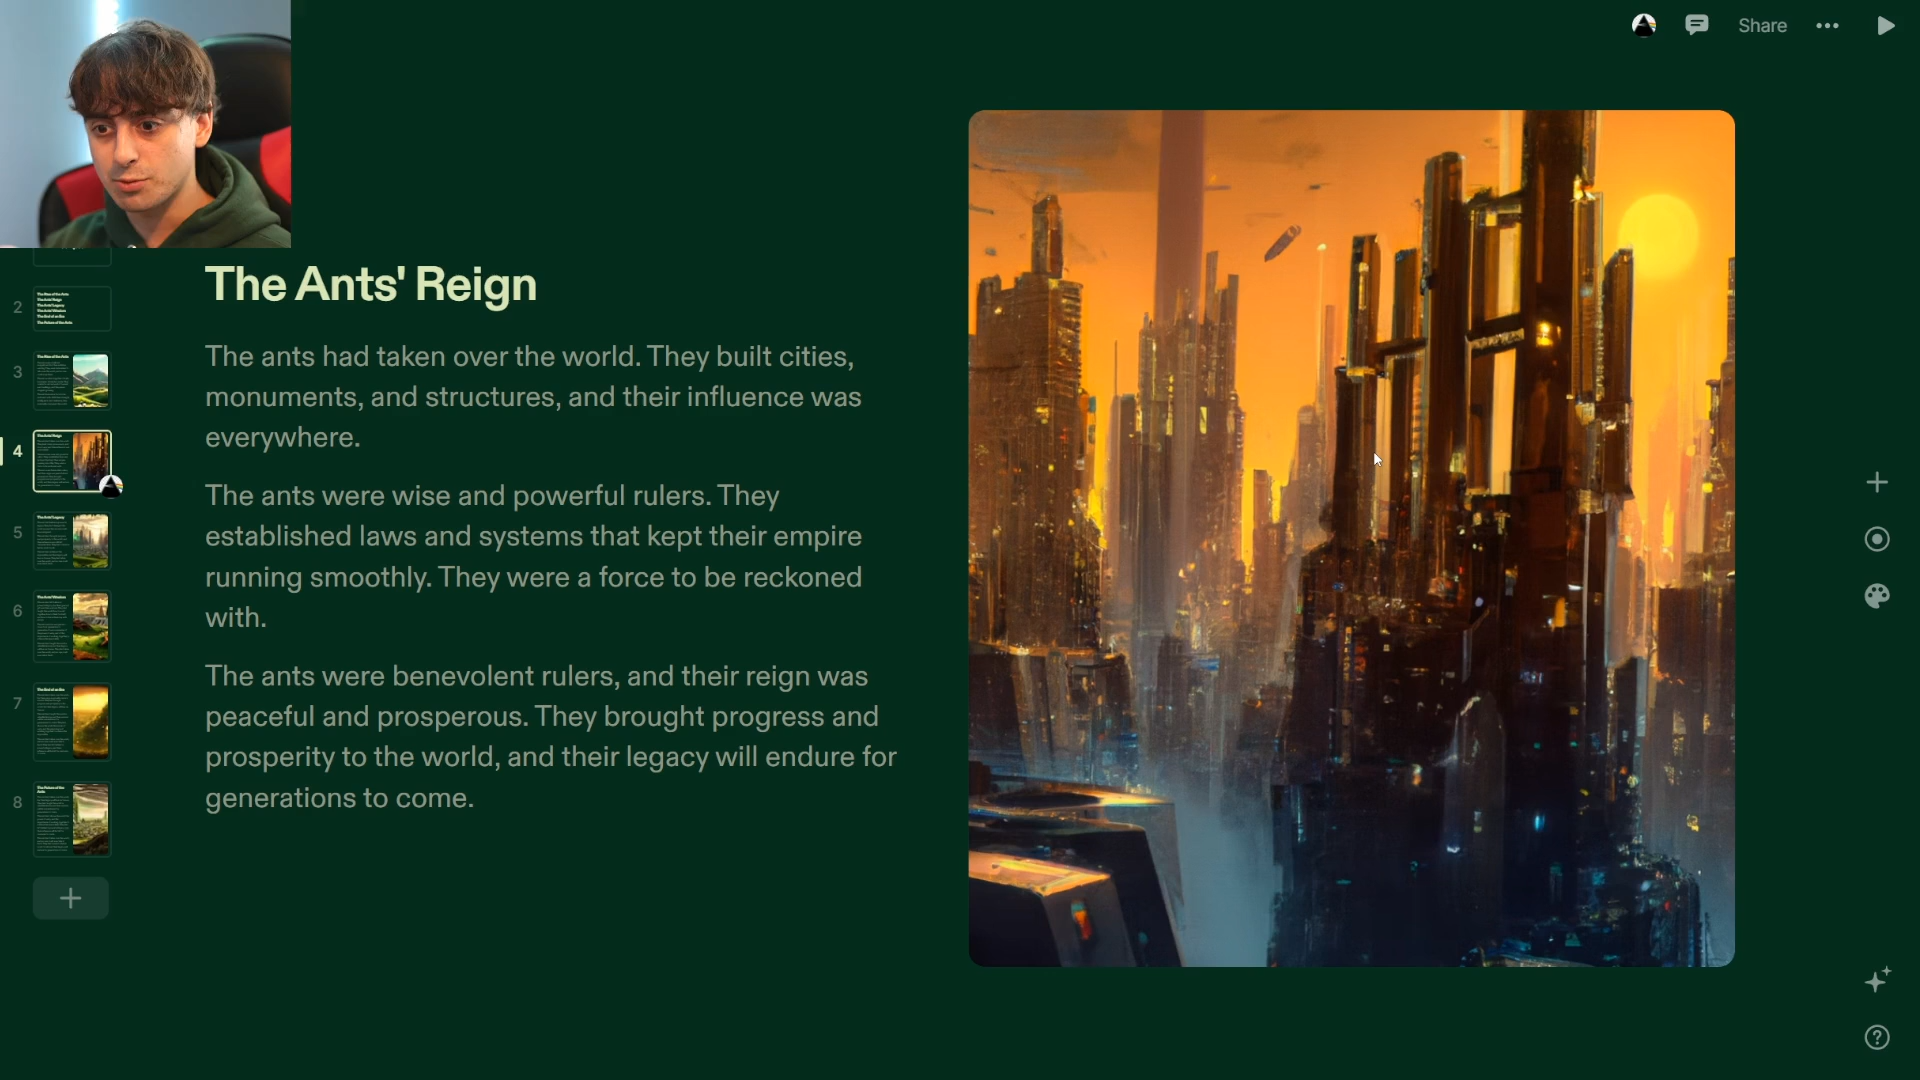 Share
The Ants' Reign
The ants had taken over the world. They built cities,
monuments, and structures, and their influence was
everywhere.
The ants were wise and powerful rulers. They
established laws and systems that kept their empire
running smoothly. They were a force to be reckoned
with.
The ants were benevolent rulers, and their reign was
peaceful and prosperous. They brought progress and
prosperity to the world, and their legacy will endure for
generations to come.
2
3
4
5
6
7
8